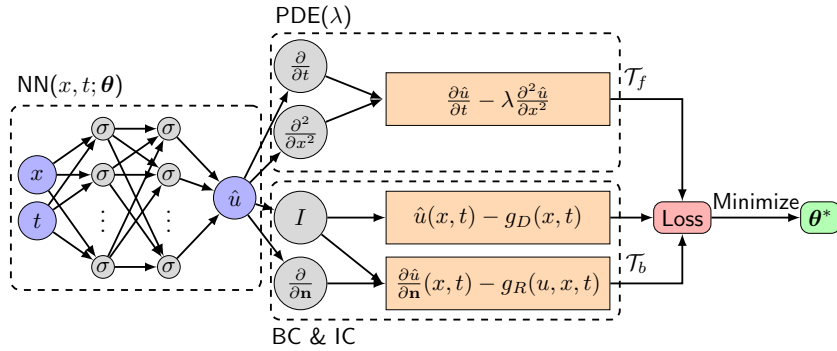 PDE(λ)
NN(x, t; θ)
∂/∂t
∂²/∂x²
∂û/∂t − λ ∂²û/∂x²
𝒯_f
σ σ
σ σ
⋮ ⋮
σ σ
x
t
û
I
∂/∂n
û(x, t) − g_D(x, t)
∂û/∂n(x, t) − g_R(u, x, t)
𝒯_b
Loss
Minimize
θ*
BC & IC